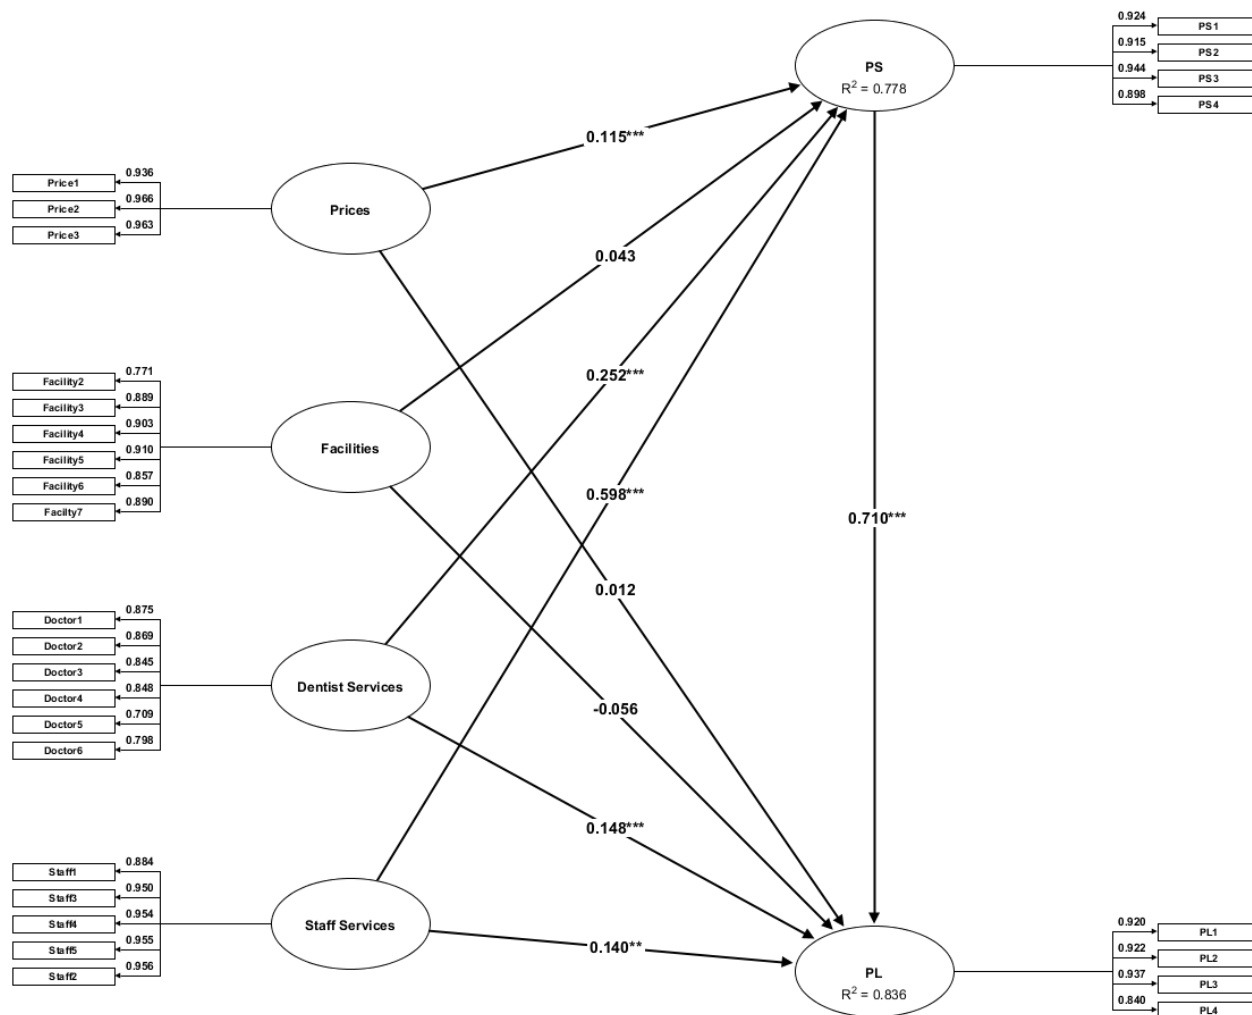 0.924
PS1
0.915
PS2
0.944
PS3
0.898
PS4
PS
R² = 0.778
0.115***
0.936
Price1
0.966
Price2
0.963
Price3
Prices
0.043
0.771
Facility2
0.889
Facility3
0.903
Facility4
0.910
Facility5
0.857
Facility6
0.890
Facilty7
Facilities
0.252***
0.598***
0.710***
0.012
0.875
Doctor1
0.869
Doctor2
0.845
Doctor3
0.848
Doctor4
0.709
Doctor5
0.798
Doctor6
Dentist Services
-0.056
0.148***
0.884
Staff1
0.950
Staff3
0.954
Staff4
0.955
Staff5
0.956
Staff2
Staff Services
0.140**
PL
R² = 0.836
0.920
PL1
0.922
PL2
0.937
PL3
0.840
PL4